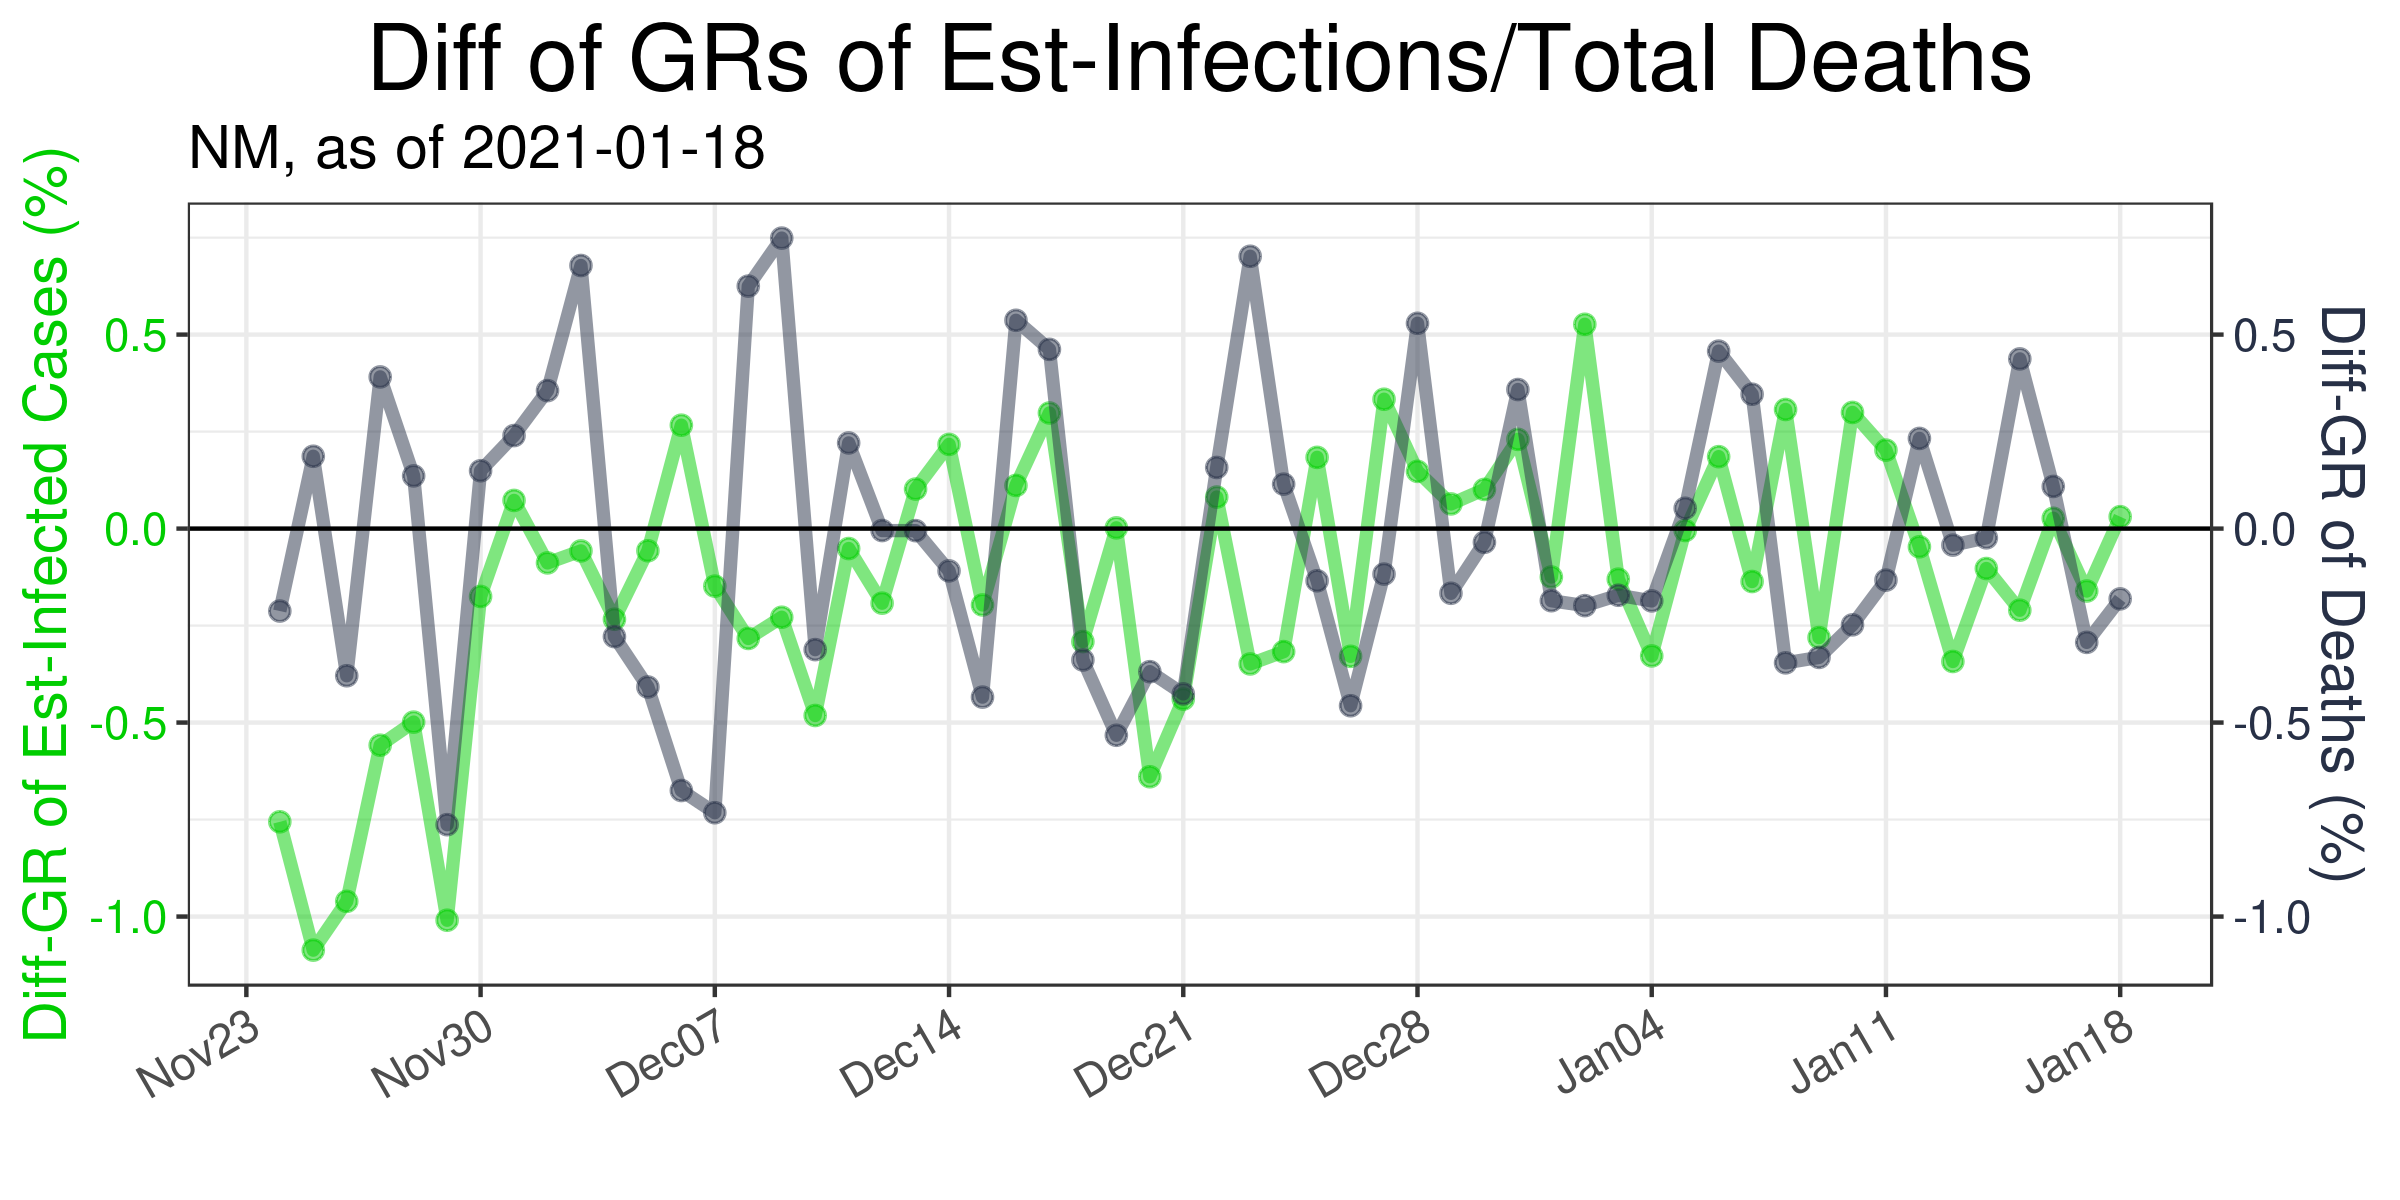 Diff of GRs of Est-Infections/Total Deaths
NM, as of 2021-01-18
Diff-GR of Est-Infected Cases (%)
0.5
0.0
-0.5
-1.0
0.5
0.0
-0.5
-1.0
Diff-GR of Deaths (%)
Nov23
Nov30
Dec07
Dec14
Dec21
Dec28
Jan04
Jan11
Jan18